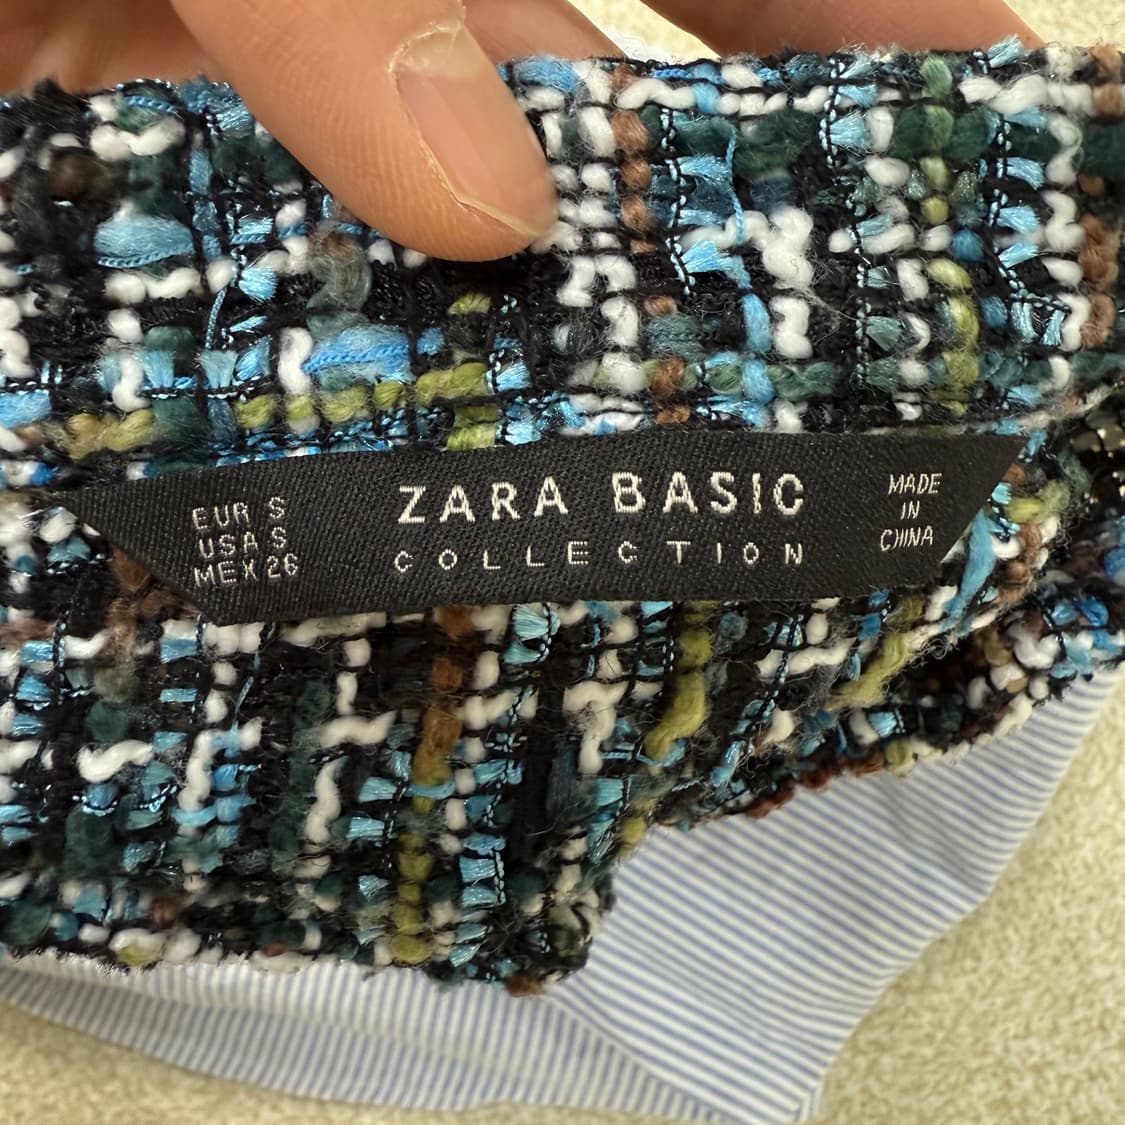 EUR S
USA S
MEX 26
ZARA BASIC
COLLECTION
MADE
IN
CHINA